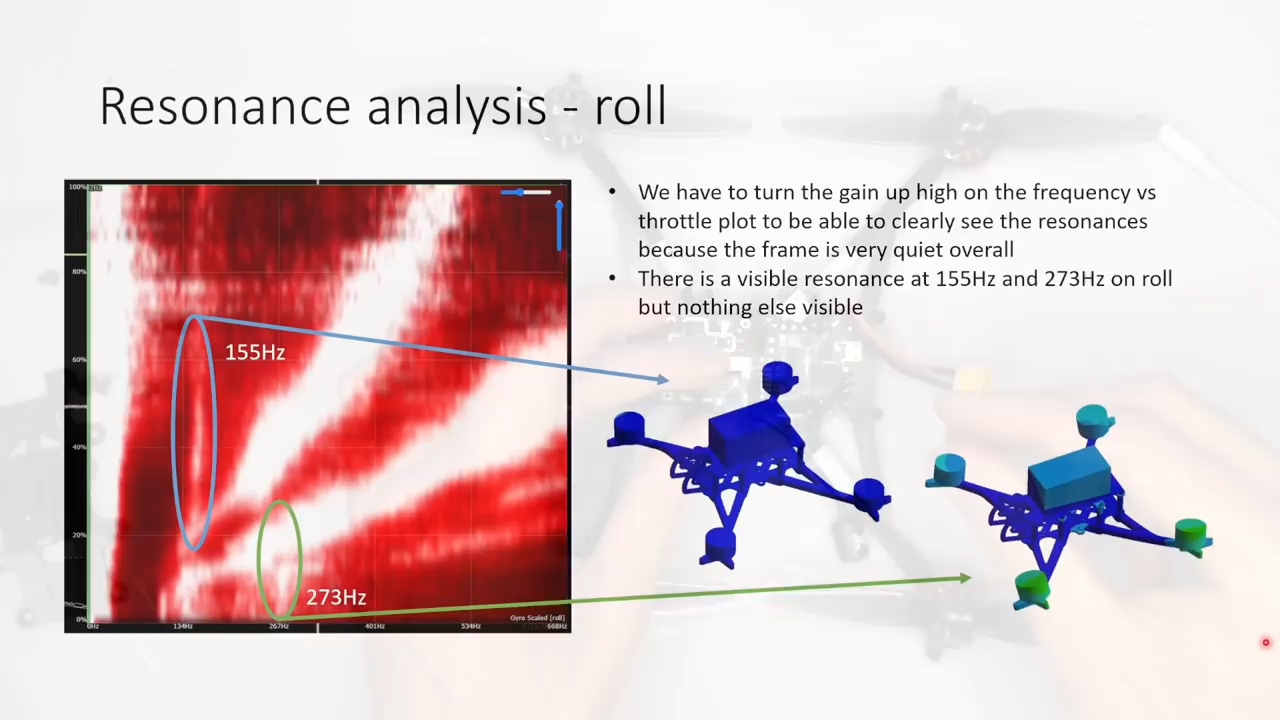 Resonance analysis - roll
• We have to turn the gain up high on the frequency vs
throttle plot to be able to clearly see the resonances
because the frame is very quiet overall
• There is a visible resonance at 155Hz and 273Hz on roll
but nothing else visible
100%
80%
60%
40%
20%
0%
155Hz
273Hz
Gyro Scaled [roll]
0Hz 134Hz 267Hz 401Hz 534Hz 668Hz